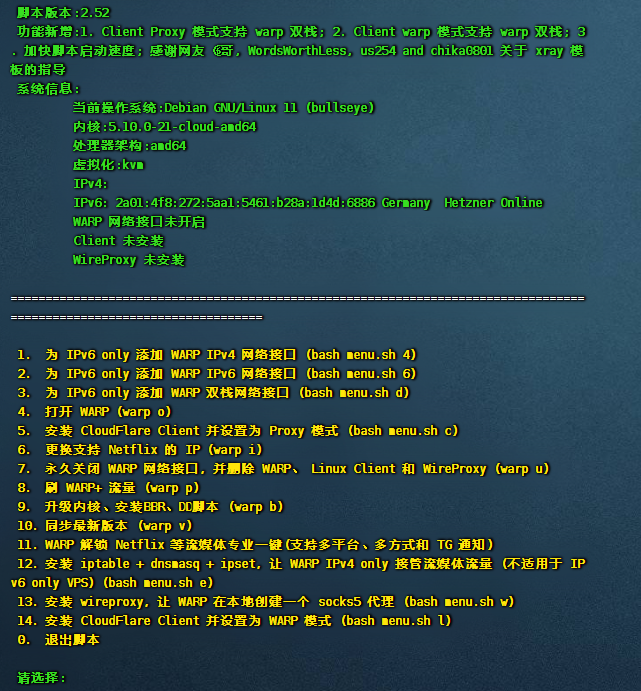 脚本版本:2.52
功能新增:1. Client Proxy 模式支持 warp 双栈; 2. Client warp 模式支持 warp 双栈; 3
. 加快脚本启动速度; 感谢网友《哥, WordsWorthLess, us254 and chika0801 关于 xray 模
板的指导
系统信息:
当前操作系统:Debian GNU/Linux 11 (bullseye)
内核:5.10.0-21-cloud-amd64
处理器架构:amd64
虚拟化:kvm
IPv4:
IPv6: 2a01:4f8:272:5aa1:5461:b28a:1d4d:6886 Germany  Hetzner Online
WARP 网络接口未开启
Client 未安装
WireProxy 未安装
==================================================================================
====================================
1. 为 IPv6 only 添加 WARP IPv4 网络接口 (bash menu.sh 4)
2. 为 IPv6 only 添加 WARP IPv6 网络接口 (bash menu.sh 6)
3. 为 IPv6 only 添加 WARP 双栈网络接口 (bash menu.sh d)
4. 打开 WARP (warp o)
5. 安装 CloudFlare Client 并设置为 Proxy 模式 (bash menu.sh c)
6. 更换支持 Netflix 的 IP (warp i)
7. 永久关闭 WARP 网络接口，并删除 WARP、 Linux Client 和 WireProxy (warp u)
8. 刷 WARP+ 流量 (warp p)
9. 升级内核、安装BBR、DD脚本 (warp b)
10. 同步最新版本 (warp v)
11. WARP 解锁 Netflix 等流媒体专业一键(支持多平台、多方式和 TG 通知)
12. 安装 iptable + dnsmasq + ipset，让 WARP IPv4 only 接管流媒体流量 (不适用于 IP
v6 only VPS) (bash menu.sh e)
13. 安装 wireproxy，让 WARP 在本地创建一个 socks5 代理 (bash menu.sh w)
14. 安装 CloudFlare Client 并设置为 WARP 模式 (bash menu.sh l)
0. 退出脚本
请选择: